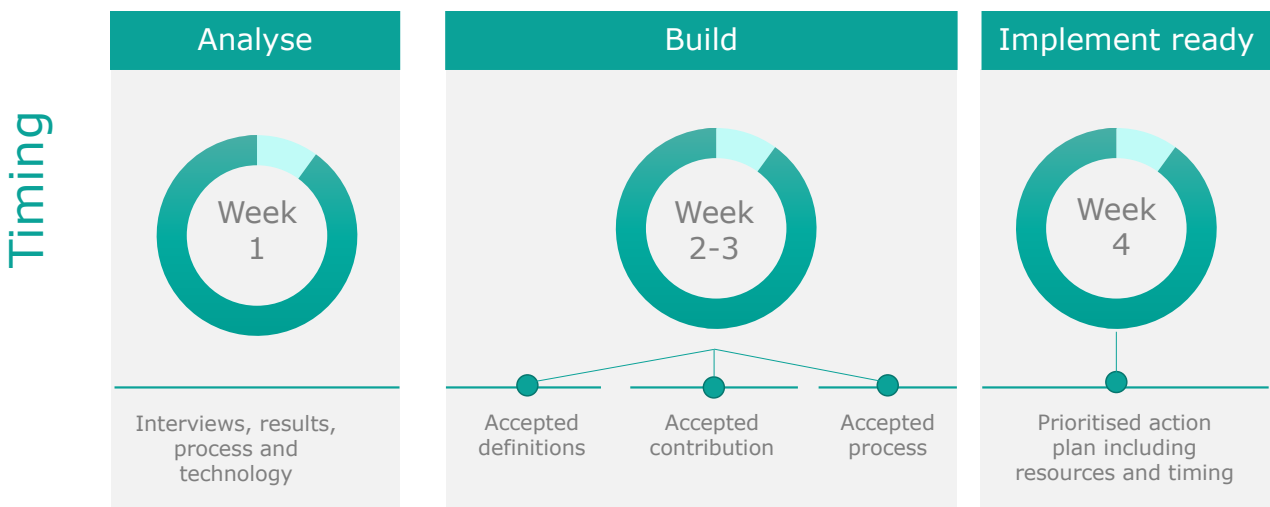 Timing
Analyse
Week
1
Interviews, results,
process and
technology
Build
Week
2-3
Accepted
definitions
Accepted
contribution
Accepted
process
Implement ready
Week
4
Prioritised action
plan including
resources and timing